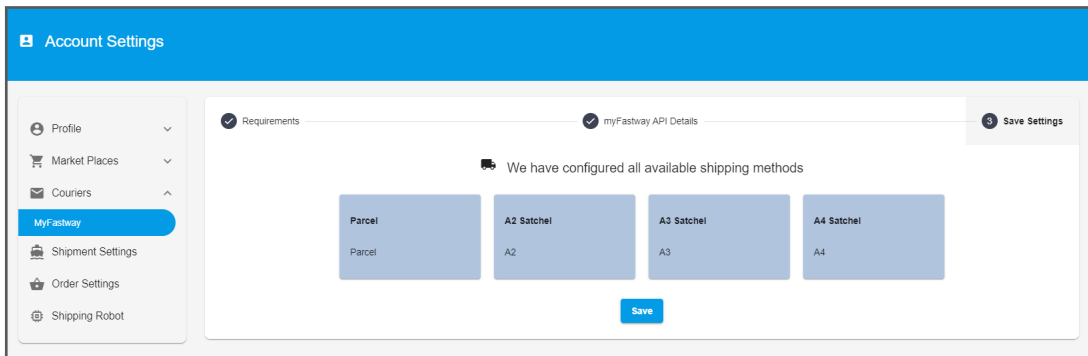 Account Settings
Profile
Market Places
Couriers
MyFastway
Shipment Settings
Order Settings
Shipping Robot
Requirements
myFastway API Details
3 Save Settings
We have configured all available shipping methods
Parcel
Parcel
A2 Satchel
A2
A3 Satchel
A3
A4 Satchel
A4
Save